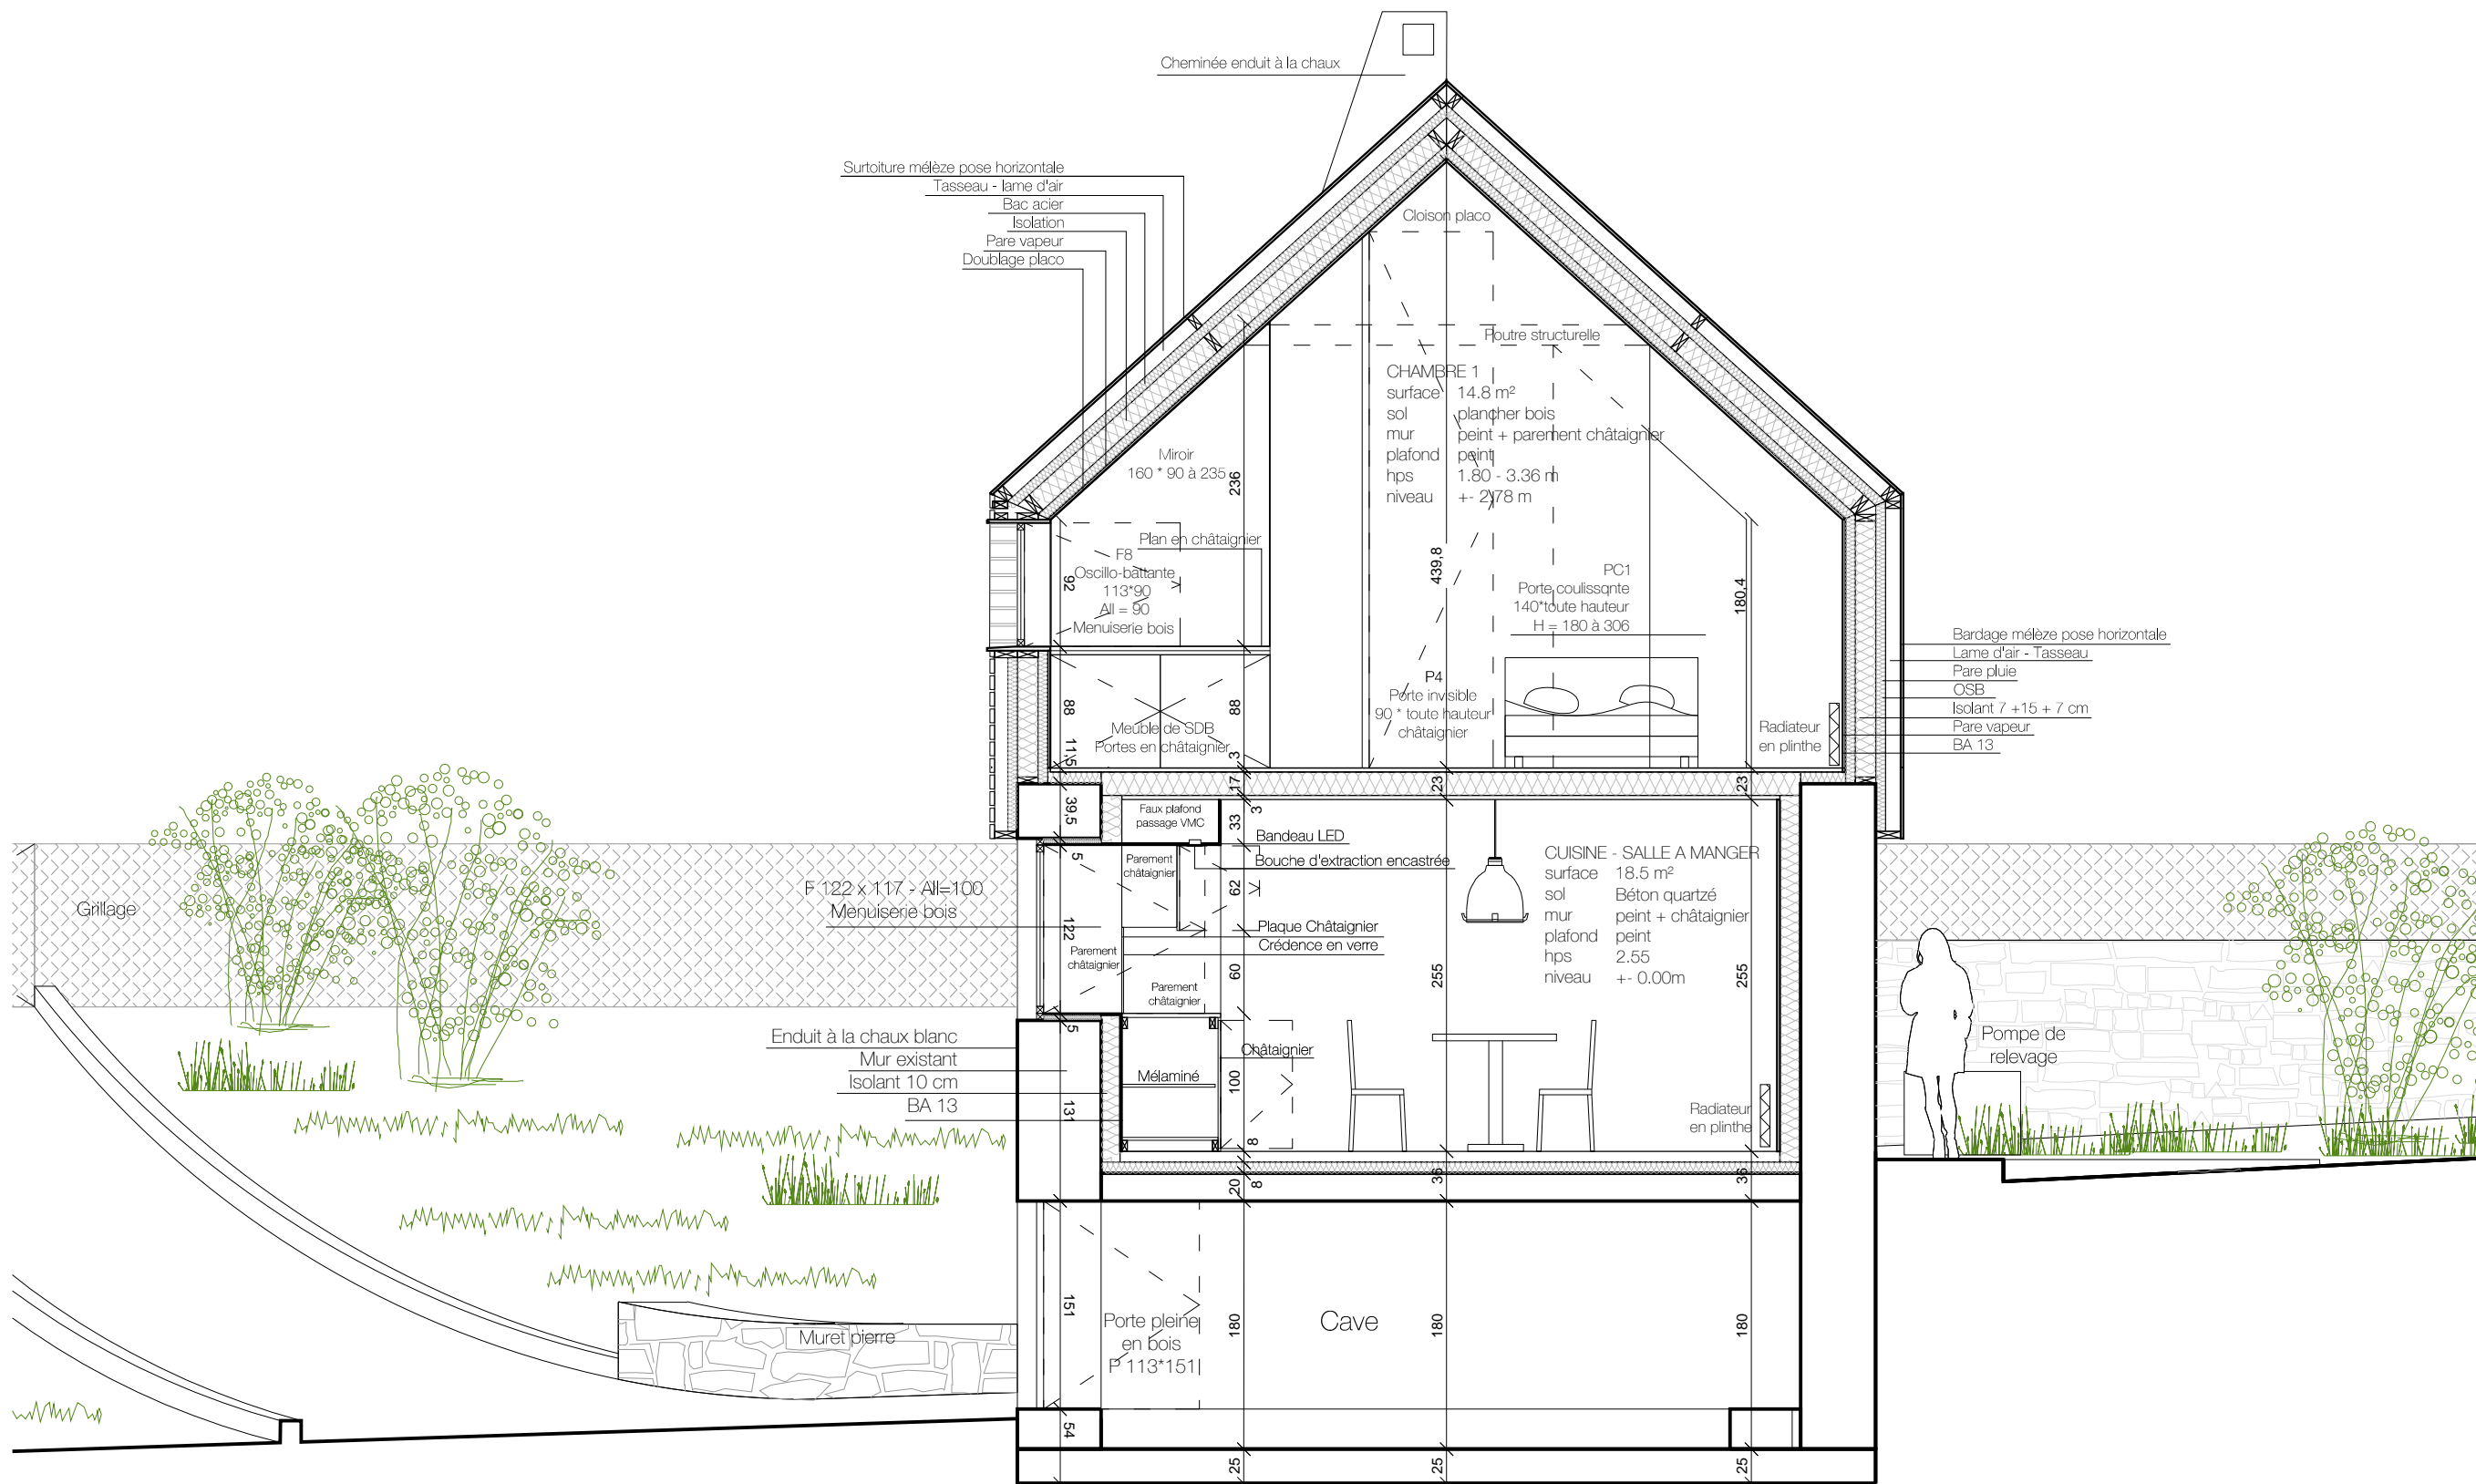 Cheminée enduit à la chaux
Surtoiture mélèze pose horizontale
Tasseau - lame d'air
Bac acier
Isolation
Pare vapeur
Doublage placo
Cloison placo
Poutre structurelle
CHAMBRE 1
surface 14.8 m²
sol plancher bois
mur peint + parement châtaignier
plafond peint
hps 1.80 - 3.36 m
niveau +- 2.78 m
Miroir
160 * 90 à 235
236
Plan en châtaignier
F8
Oscillo-battante
113*90
All = 90
Menuiserie bois
92
439,8
180,4
PC1
Porte coulissqnte
140*toute hauteur
H = 180 à 306
P4
Porte invisible
90 * toute hauteur
châtaignier
Meuble de SDB
Portes en châtaignier
88
88
11,5
3
Radiateur
en plinthe
Bardage mélèze pose horizontale
Lame d'air - Tasseau
Pare pluie
OSB
Isolant 7 +15 + 7 cm
Pare vapeur
BA 13
17
23
23
39,5
Faux plafond
passage VMC
33
3
Bandeau LED
Bouche d'extraction encastrée
5
Parement
châtaignier
62
CUISINE - SALLE A MANGER
surface 18.5 m²
sol Béton quartzé
mur peint + châtaignier
plafond peint
hps 2.55
niveau +- 0.00m
Grillage
F 122 x 117 - All=100
Menuiserie bois
122
Plaque Châtaignier
Crédence en verre
Parement
châtaignier
60
255
255
Parement
châtaignier
5
Enduit à la chaux blanc
Mur existant
Isolant 10 cm
BA 13
131
Mélaminé
Châtaignier
100
8
Radiateur
en plinthe
Pompe de
relevage
20
8
36
36
151
Porte pleine
en bois
P 113*151
180
Cave
180
180
Muret pierre
54
25
25
25